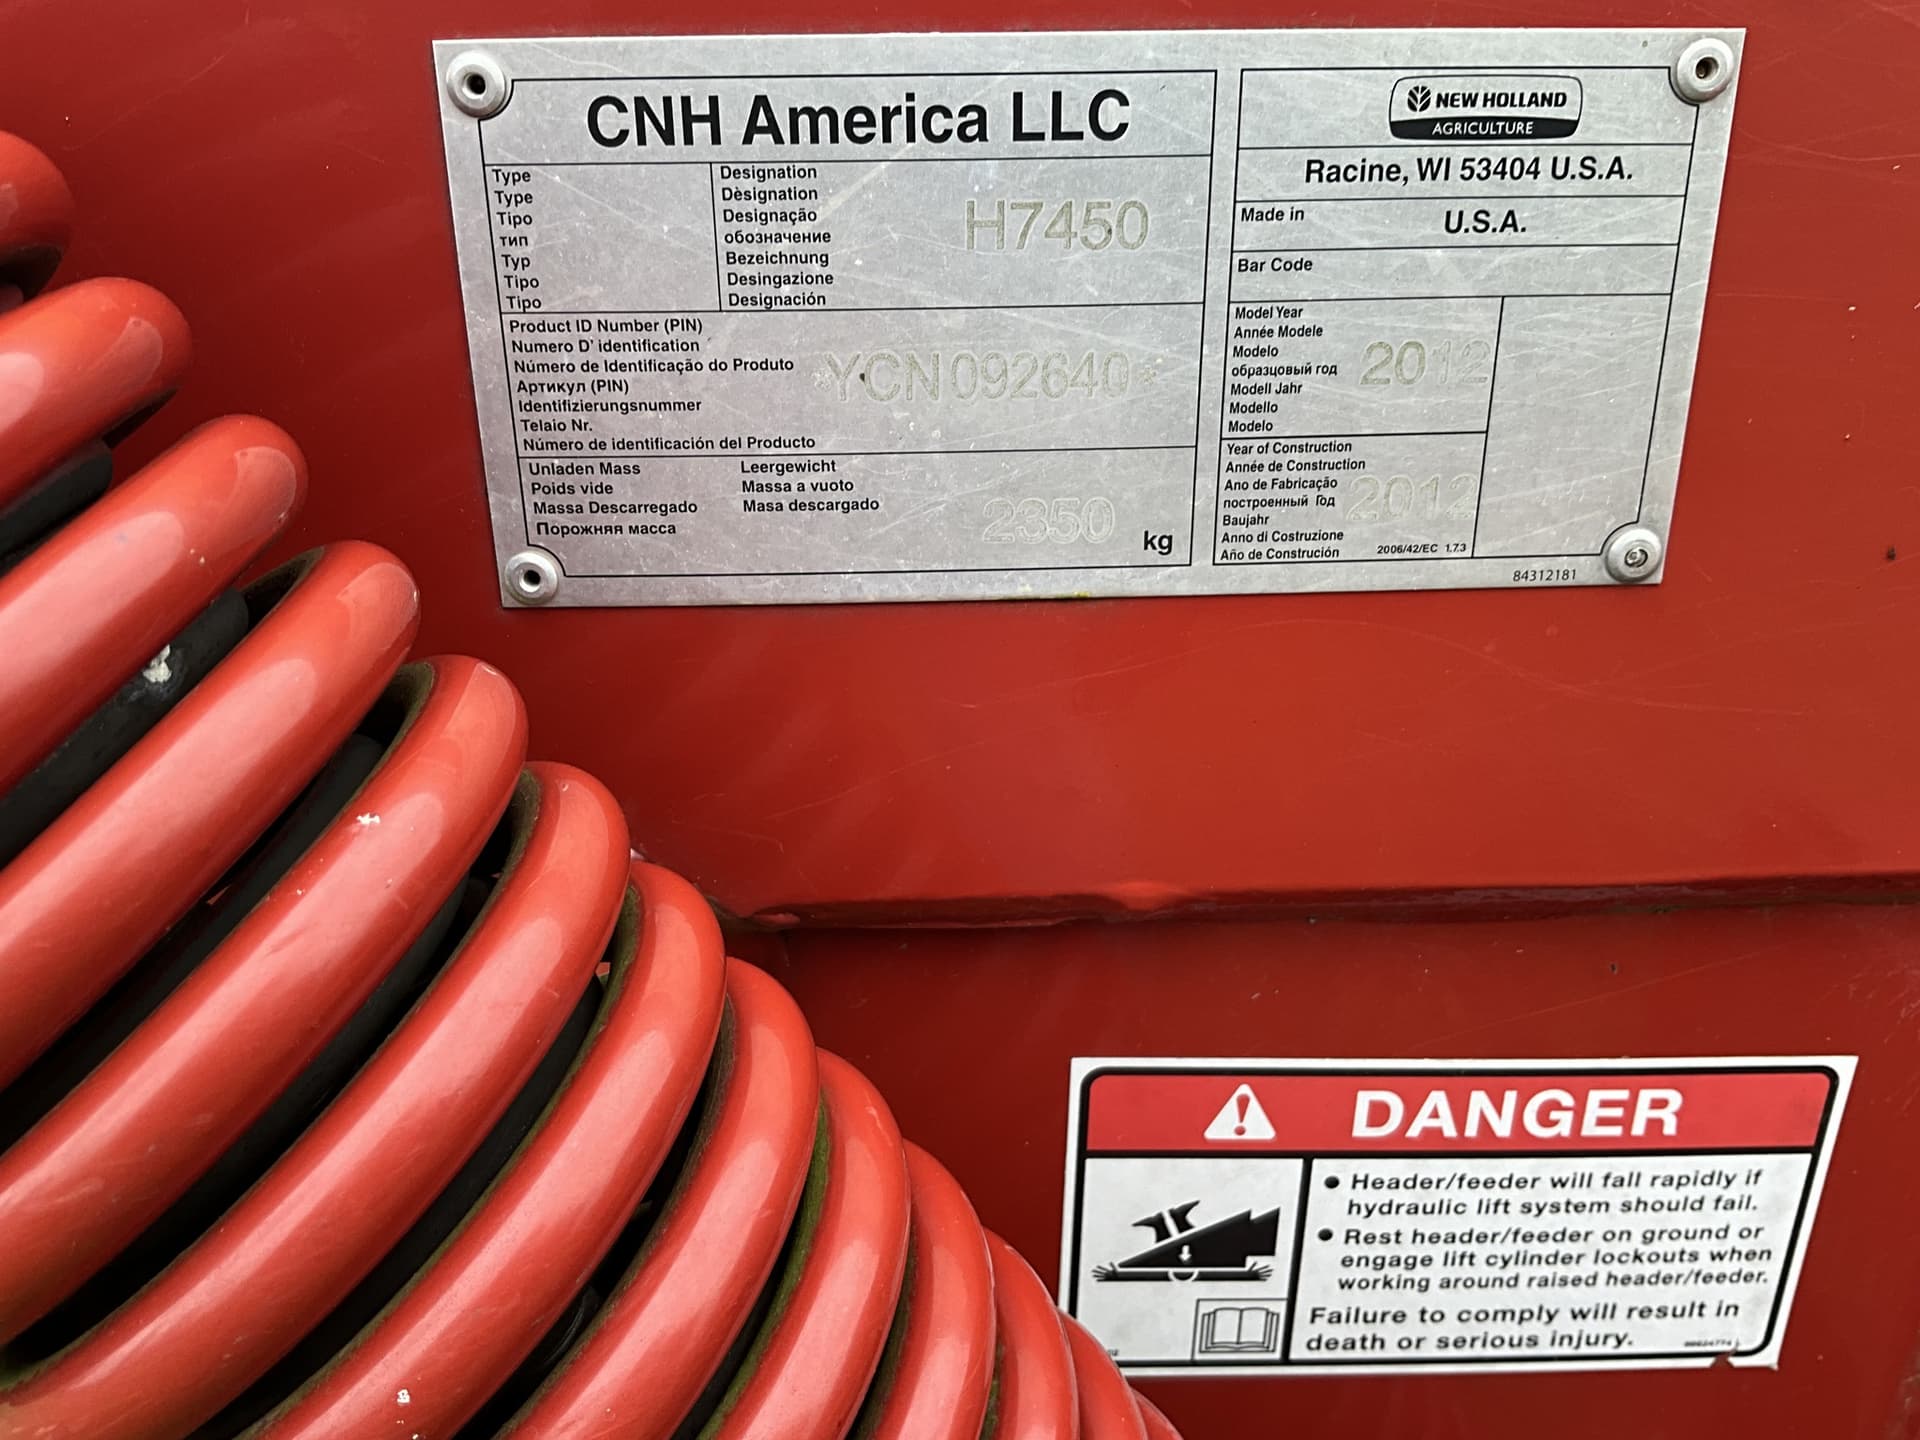 CNH America LLC
Type
Type
Tipo
тип
Typ
Tipo
Tipo
Designation
Dèsignation
Designação
обозначение
Bezeichnung
Desingazione
Designación
H7450
Product ID Number (PIN)
Numero D' identification
Número de Identificação do Produto
Артикул (PIN)
Identifizierungsnummer
Telaio Nr.
Número de identificación del Producto
*YCN092640*
Unladen Mass
Poids vide
Massa Descarregado
Порожняя масса
Leergewicht
Massa a vuoto
Masa descargado
2350
kg
NEW HOLLAND
AGRICULTURE
Racine, WI 53404 U.S.A.
Made in U.S.A.
Bar Code
Model Year
Année Modele
Modelo
образцовый год
Modell Jahr
Modello
Modelo
2012
Year of Construction
Année de Construction
Ano de Fabricação
построенный Год
Baujahr
Anno di Costruzione
Año de Construción
2012
2006/42/EC 1.7.3
84312181
DANGER
• Header/feeder will fall rapidly if
hydraulic lift system should fail.
• Rest header/feeder on ground or
engage lift cylinder lockouts when
working around raised header/feeder.
Failure to comply will result in
death or serious injury.